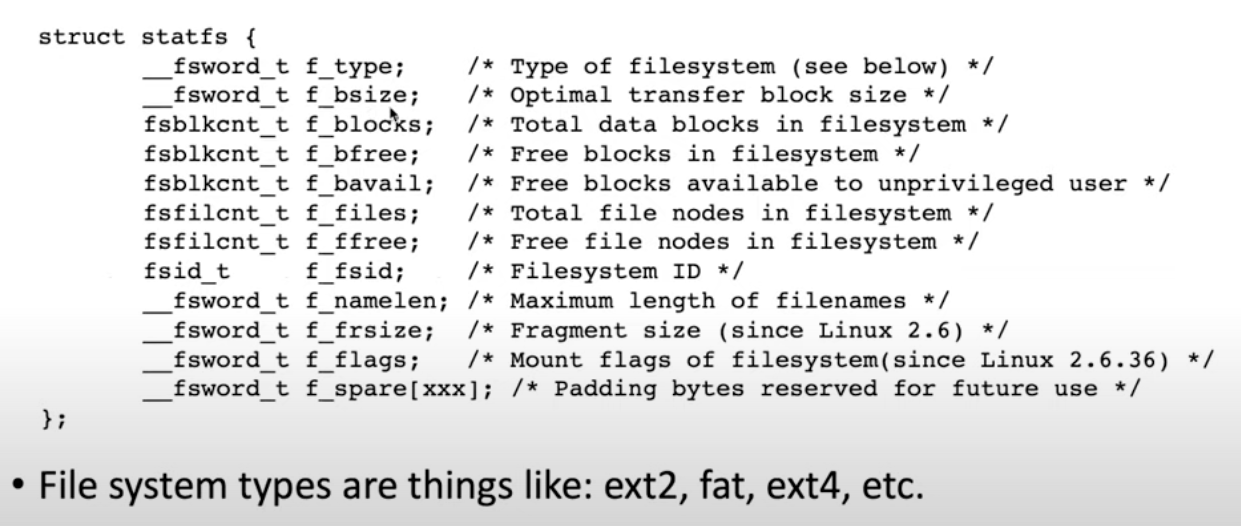 struct statfs {
__fsword_t f_type; /* Type of filesystem (see below) */
__fsword_t f_bsize; /* Optimal transfer block size */
fsblkcnt_t f_blocks; /* Total data blocks in filesystem */
fsblkcnt_t f_bfree; /* Free blocks in filesystem */
fsblkcnt_t f_bavail; /* Free blocks available to unprivileged user */
fsfilcnt_t f_files; /* Total file nodes in filesystem */
fsfilcnt_t f_ffree; /* Free file nodes in filesystem */
fsid_t f_fsid; /* Filesystem ID */
__fsword_t f_namelen; /* Maximum length of filenames */
__fsword_t f_frsize; /* Fragment size (since Linux 2.6) */
__fsword_t f_flags; /* Mount flags of filesystem(since Linux 2.6.36) */
__fsword_t f_spare[xxx]; /* Padding bytes reserved for future use */
};
• File system types are things like: ext2, fat, ext4, etc.